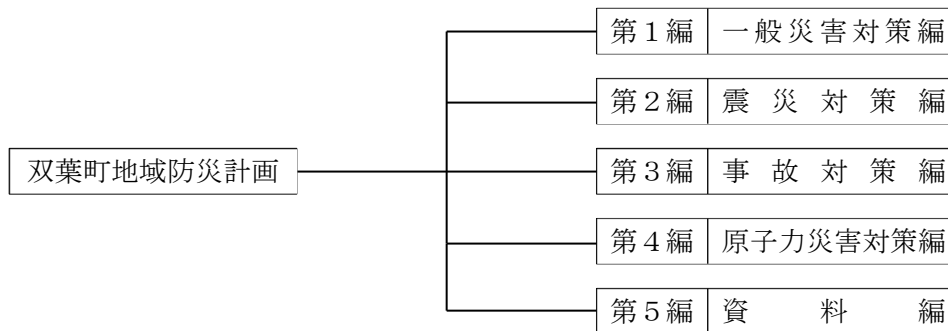 双葉町地域防災計画
第１編 一般災害対策編
第２編 震災対策編
第３編 事故対策編
第４編 原子力災害対策編
第５編 資料編